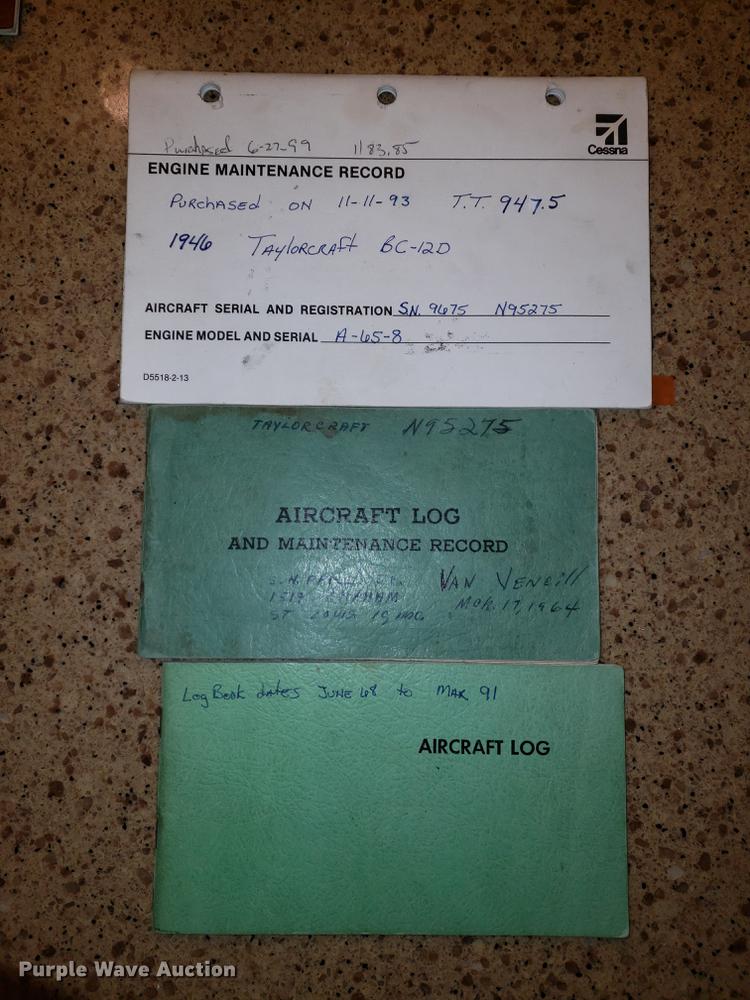 Purchased 6-27-99 1183.85
Cessna
ENGINE MAINTENANCE RECORD
PURCHASED ON 11-11-93 T.T. 947.5
1946 TAYLORCRAFT BC-12D
AIRCRAFT SERIAL AND REGISTRATION SN. 9675 N95275
ENGINE MODEL AND SERIAL A-65-8
D5518-2-13
TAYLORCRAFT N95275
AIRCRAFT LOG
AND MAINTENANCE RECORD
VAN
MAR. 17, 1964
ST LOUIS 19 MO.
Log Book dates JUNE 68 to MAR 91
AIRCRAFT LOG
Purple Wave Auction